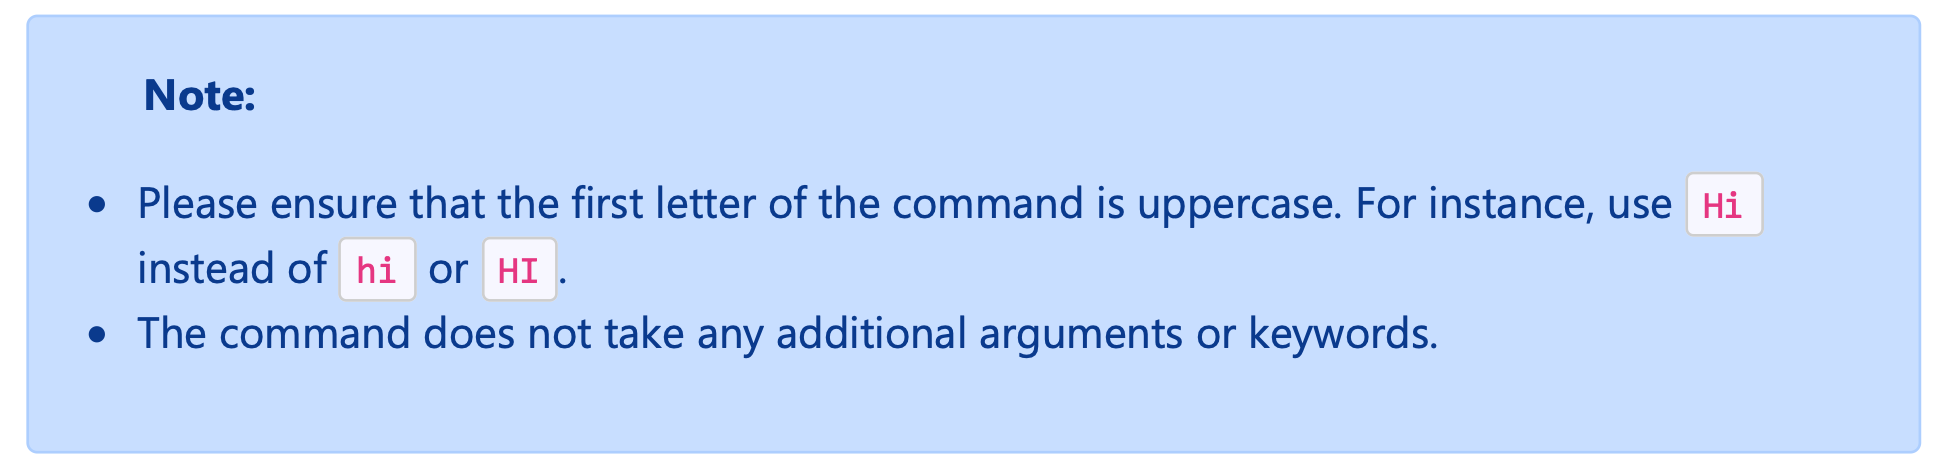 Note:
• Please ensure that the first letter of the command is uppercase. For instance, use Hi
instead of hi or HI.
• The command does not take any additional arguments or keywords.